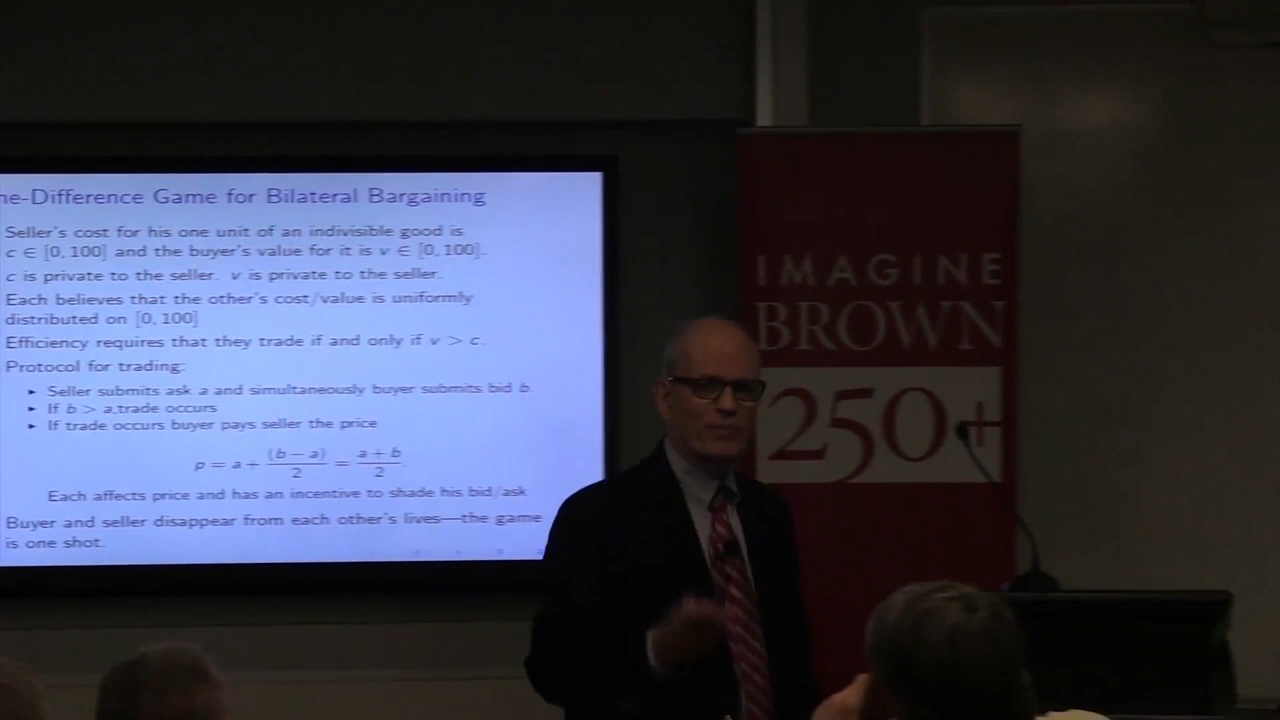 ne-Difference Game for Bilateral Bargaining
Seller's cost for his one unit of an indivisible good is
c ∈ [0, 100] and the buyer's value for it is v ∈ [0, 100].
c is private to the seller. v is private to the seller.
Each believes that the other's cost/value is uniformly
distributed on [0, 100]
Efficiency requires that they trade if and only if v > c.
Protocol for trading:
► Seller submits ask a and simultaneously buyer submits bid b.
► If b > a,trade occurs
► If trade occurs buyer pays seller the price
p = a + (b − a)/2 = a + b/2.
Each affects price and has an incentive to shade his bid/ask
Buyer and seller disappear from each other's lives—the game
is one shot.
IMAGINE
BROWN
250+